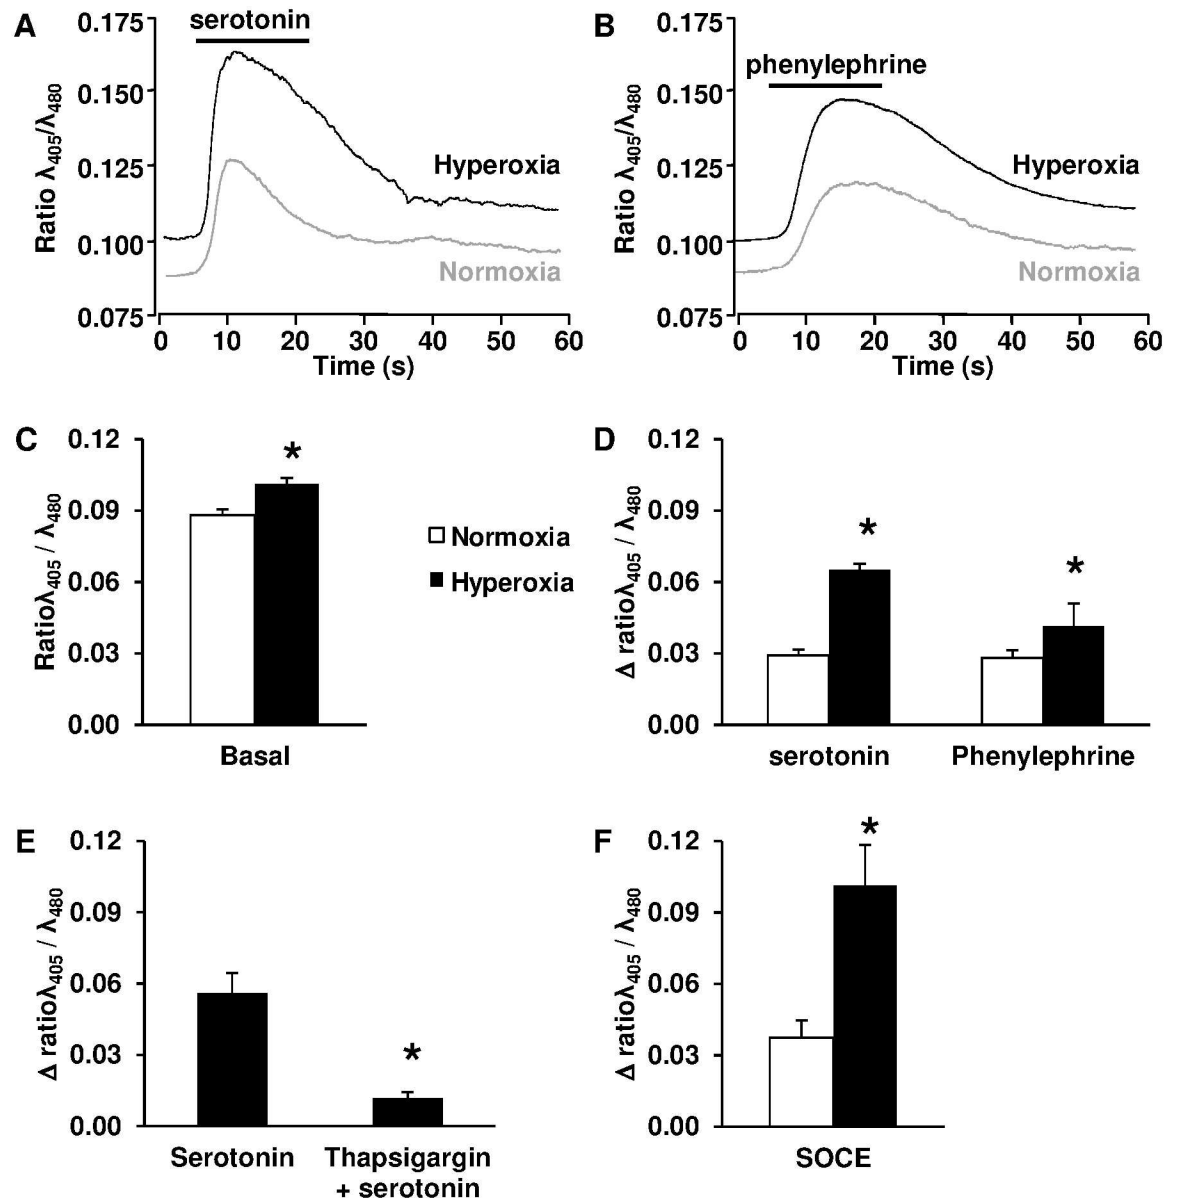 A
0.175
0.150
0.125
0.100
0.075
Ratio λ405/λ480
serotonin
Hyperoxia
Normoxia
0 10 20 30 40 50 60
Time (s)
B
0.175
0.150
0.125
0.100
0.075
Ratio λ405/λ480
phenylephrine
Hyperoxia
Normoxia
0 10 20 30 40 50 60
Time (s)
C
0.12
0.09
0.06
0.03
0.00
Ratioλ405 / λ480
*
Basal
Normoxia
Hyperoxia
D
0.12
0.09
0.06
0.03
0.00
Δ ratioλ405 / λ480
* *
serotonin Phenylephrine
E
0.12
0.09
0.06
0.03
0.00
Δ ratioλ405 / λ480
*
Serotonin Thapsigargin
+ serotonin
F
0.12
0.09
0.06
0.03
0.00
Δ ratioλ405 / λ480
*
SOCE